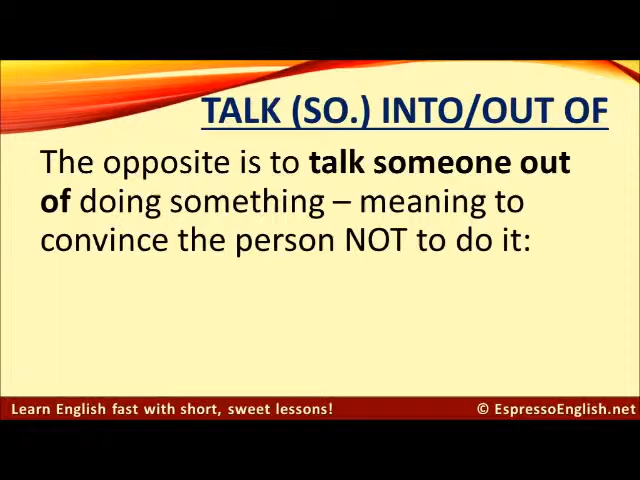 TALK (SO.) INTO/OUT OF
The opposite is to talk someone out
of doing something – meaning to
convince the person NOT to do it:
Learn English fast with short, sweet lessons!
© EspressoEnglish.net